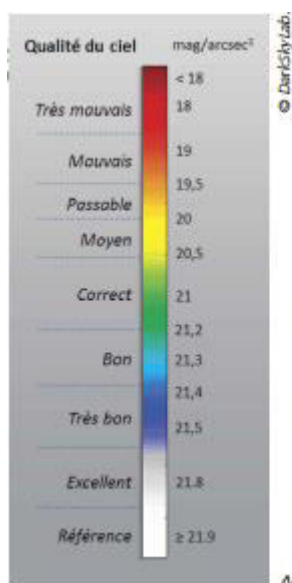 Qualité du ciel mag/arcsec²
< 18
Très mauvais 18
Mauvais 19
19,5
Passable 20
Moyen 20,5
Correct 21
21,2
Bon 21,3
21,4
Très bon 21,5
Excellent 21.8
Référence ≥ 21.9
© DarkSkyLab.